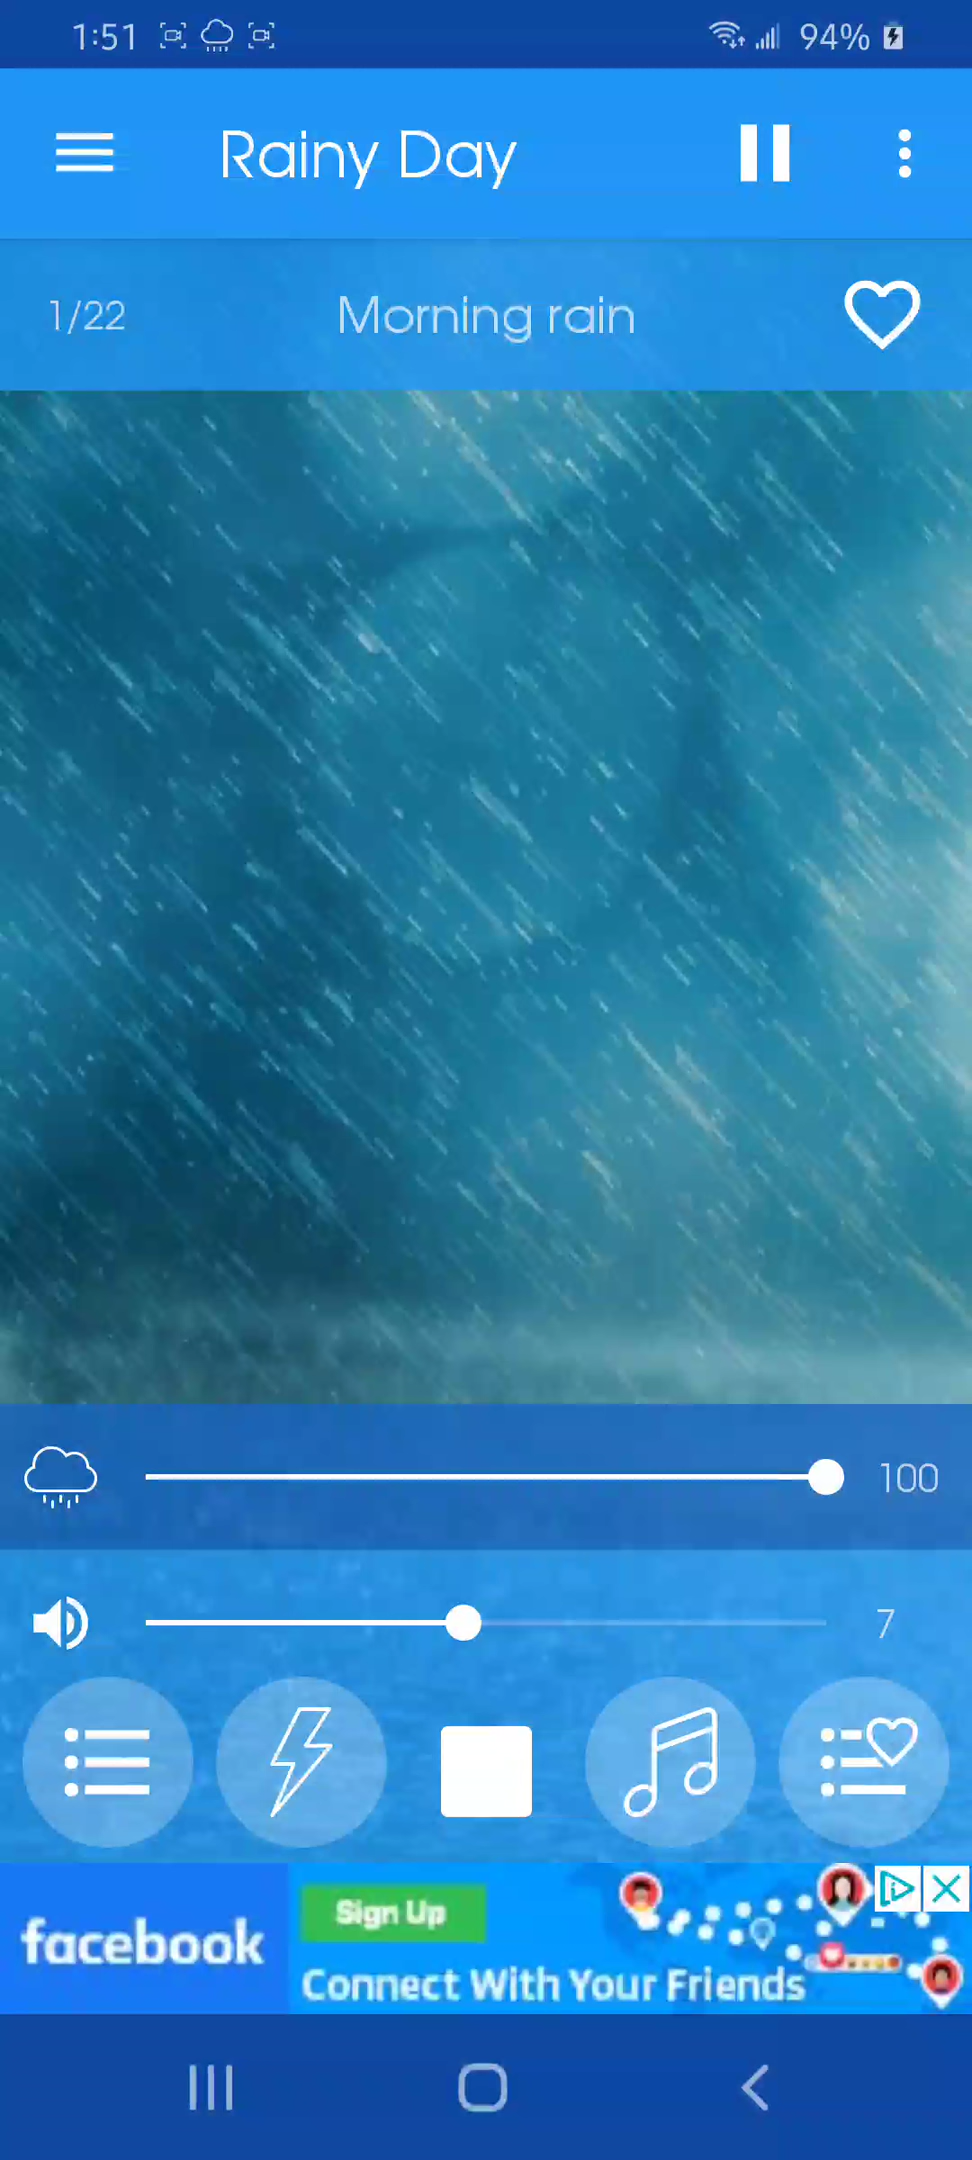 1:51 94%
Rainy Day
1/22 Morning rain
100
7
facebook
Sign Up
Connect With Your Friends